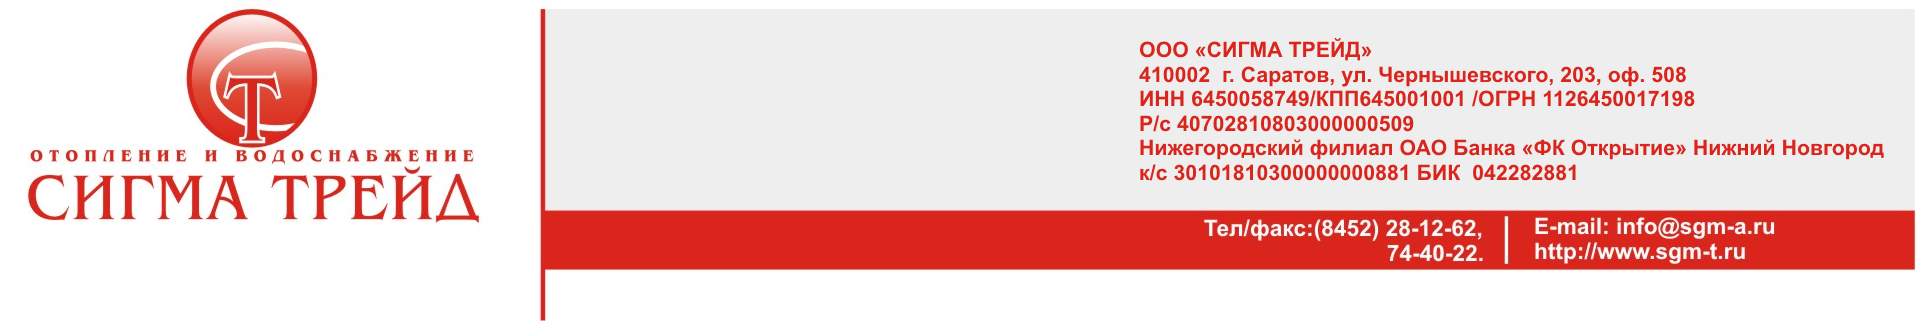 СТ
ОТОПЛЕНИЕ И ВОДОСНАБЖЕНИЕ
СИГМА ТРЕЙД
ООО «СИГМА ТРЕЙД»
410002  г. Саратов, ул. Чернышевского, 203, оф. 508
ИНН 6450058749/КПП645001001 /ОГРН 1126450017198
Р/с 40702810803000000509
Нижегородский филиал ОАО Банка «ФК Открытие» Нижний Новгород
к/с 30101810300000000881 БИК  042282881
Тел/факс:(8452) 28-12-62,
74-40-22.
E-mail: info@sgm-a.ru
http://www.sgm-t.ru